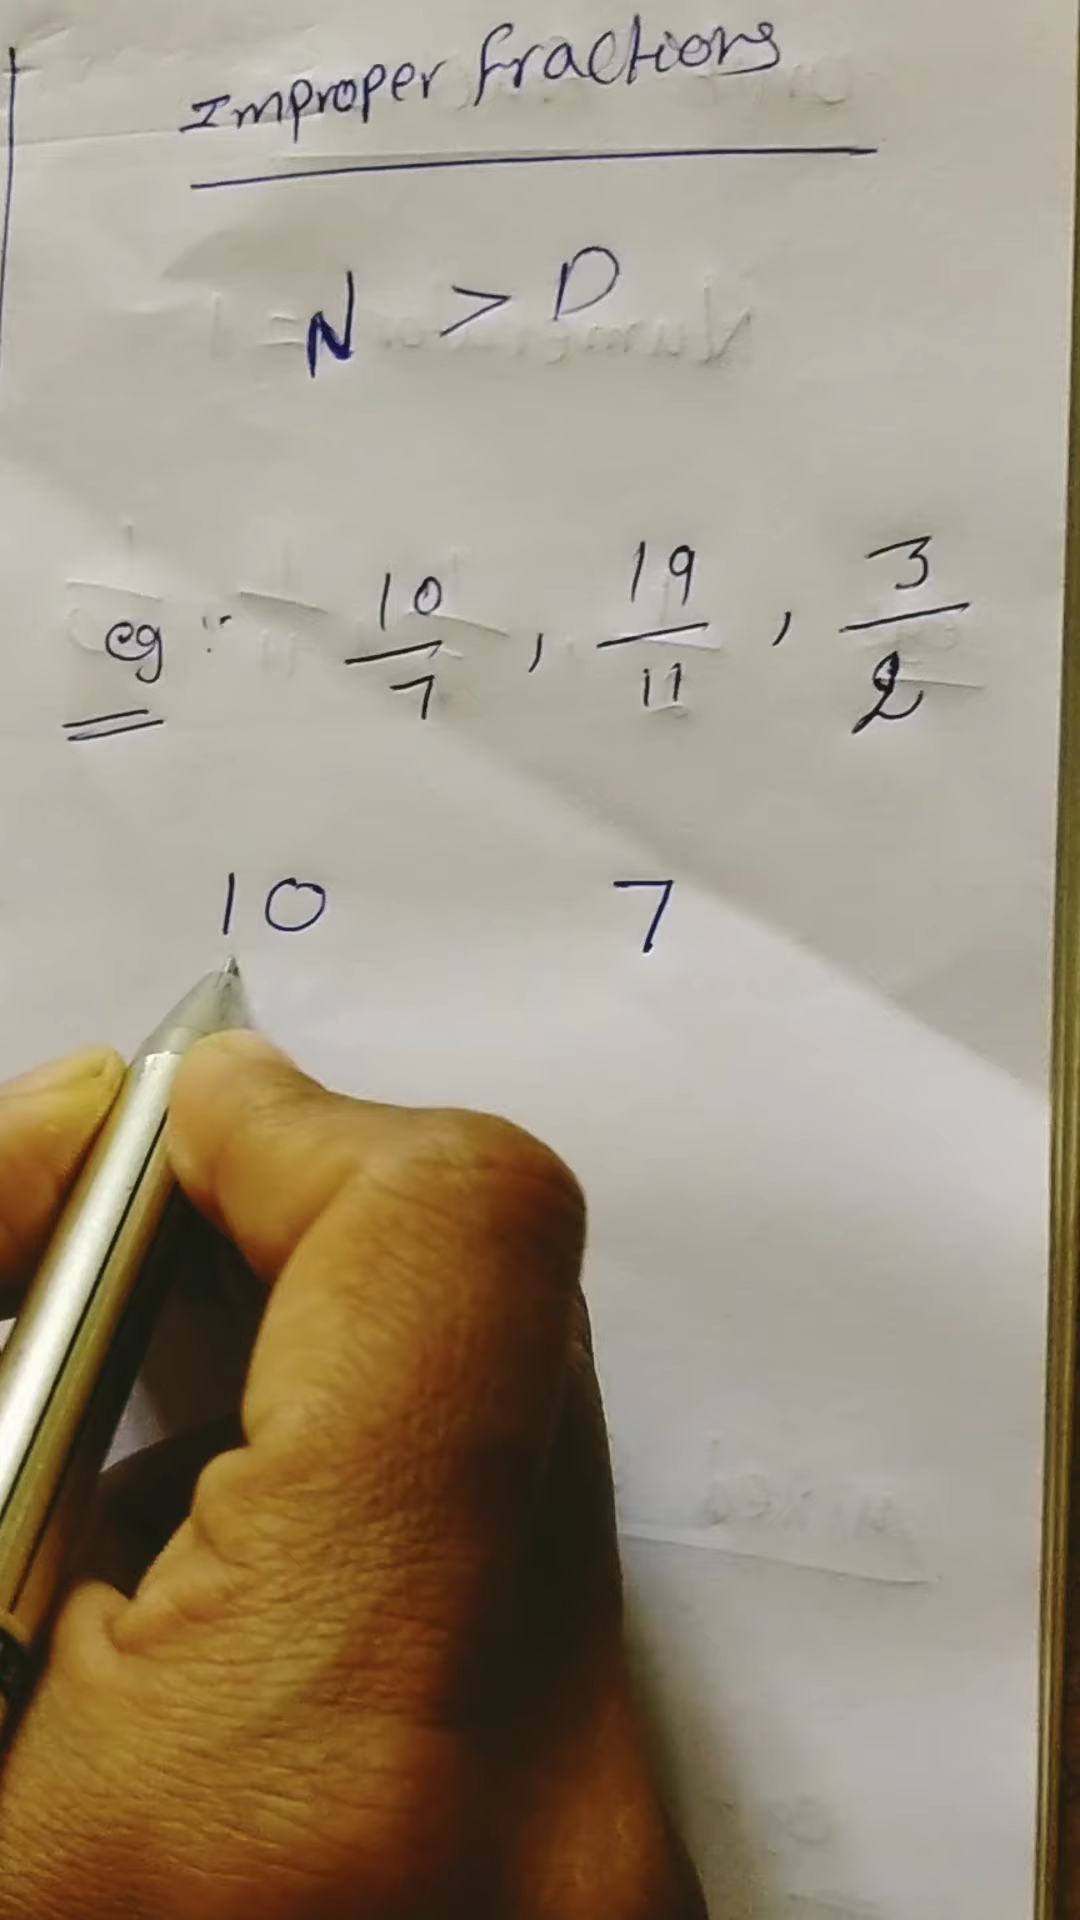 Improper fractions
N > D
eg :- 10/7 , 19/11 , 3/2
10 7